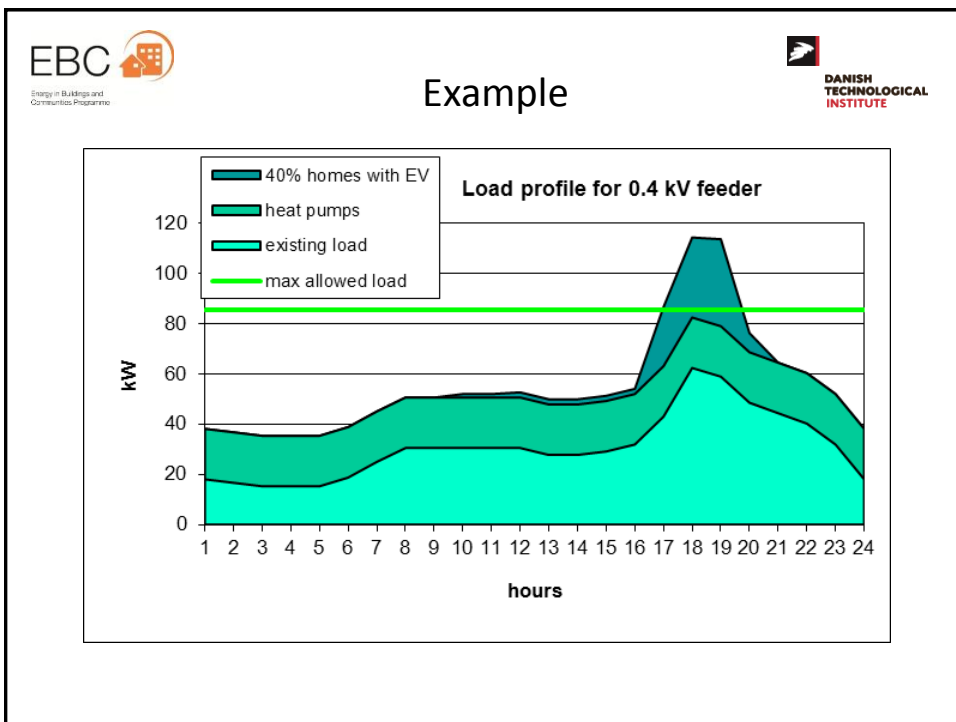 EBC
Energy in Buildings and
Communities Programme
Example
DANISH
TECHNOLOGICAL
INSTITUTE
40% homes with EV
heat pumps
existing load
max allowed load
Load profile for 0.4 kV feeder
120
100
80
60
40
20
0
kW
1 2 3 4 5 6 7 8 9 10 11 12 13 14 15 16 17 18 19 20 21 22 23 24
hours